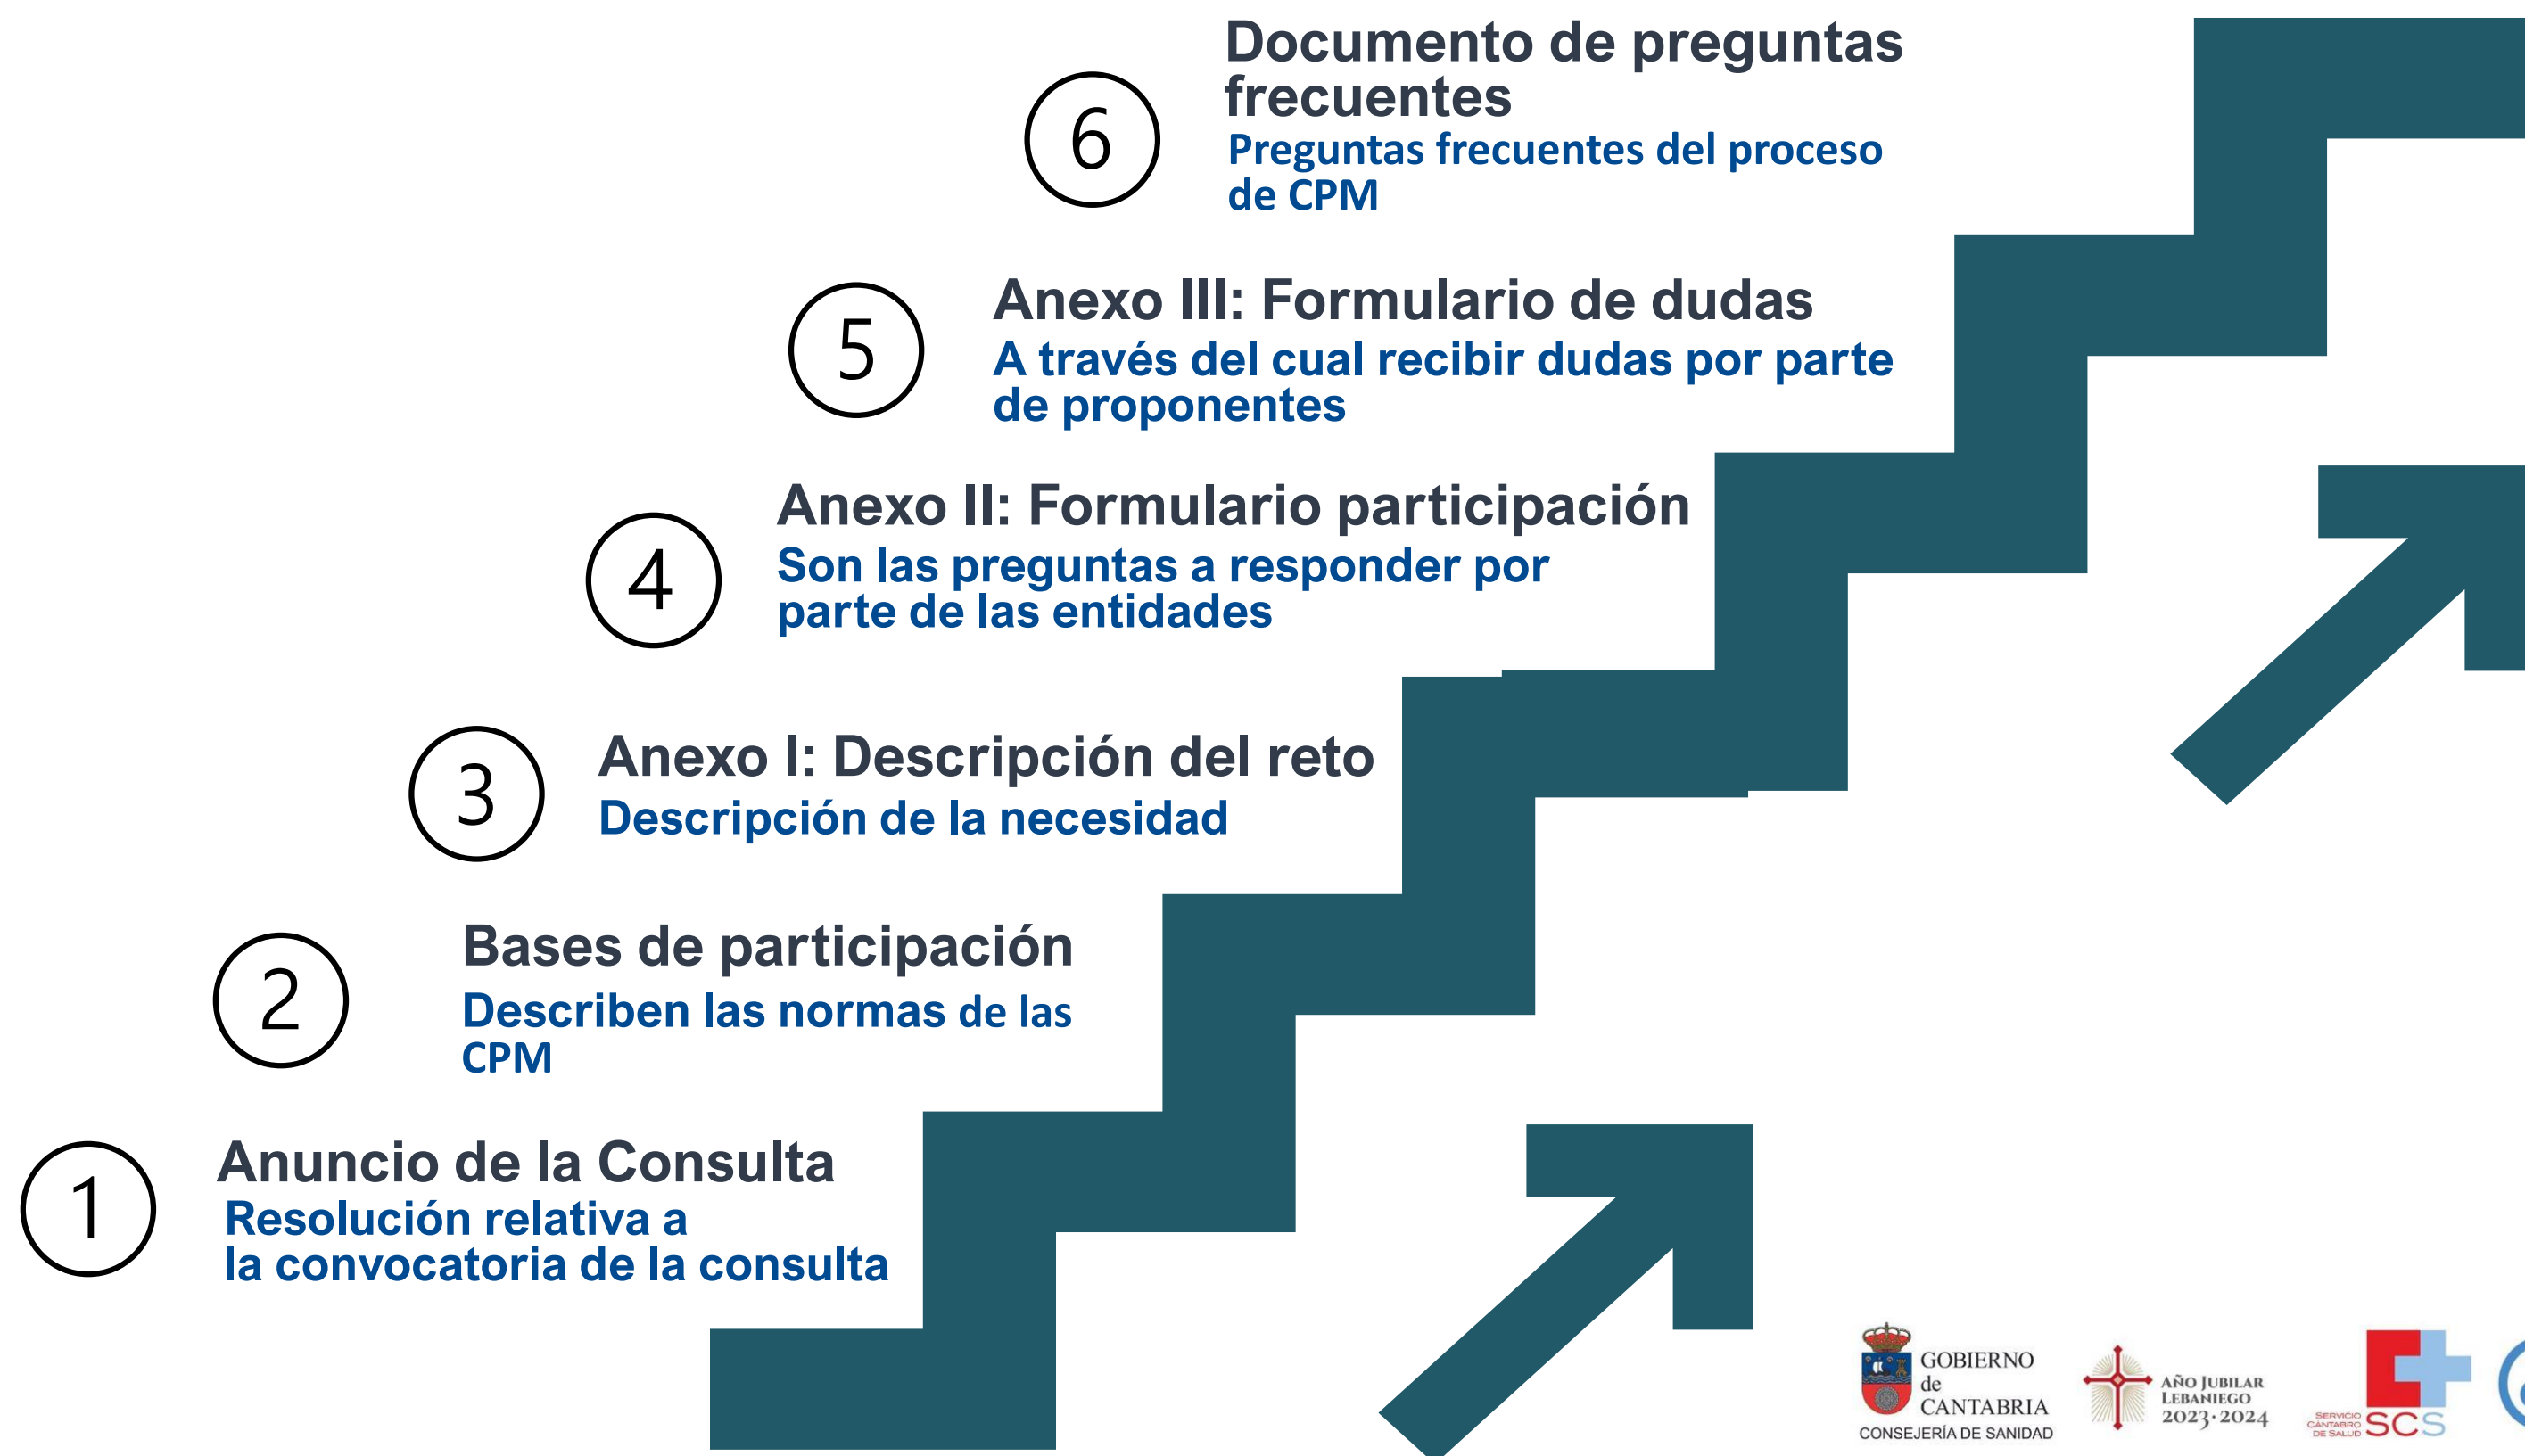 6
Documento de preguntas
frecuentes
Preguntas frecuentes del proceso
de CPM
5
Anexo III: Formulario de dudas
A través del cual recibir dudas por parte
de proponentes
4
Anexo II: Formulario participación
Son las preguntas a responder por
parte de las entidades
3
Anexo I: Descripción del reto
Descripción de la necesidad
2
Bases de participación
Describen las normas de las
CPM
1
Anuncio de la Consulta
Resolución relativa a
la convocatoria de la consulta
GOBIERNO
de
CANTABRIA
CONSEJERÍA DE SANIDAD
AÑO JUBILAR
LEBANIEGO
2023·2024
SERVICIO
CÁNTABRO
DE SALUD
SCS